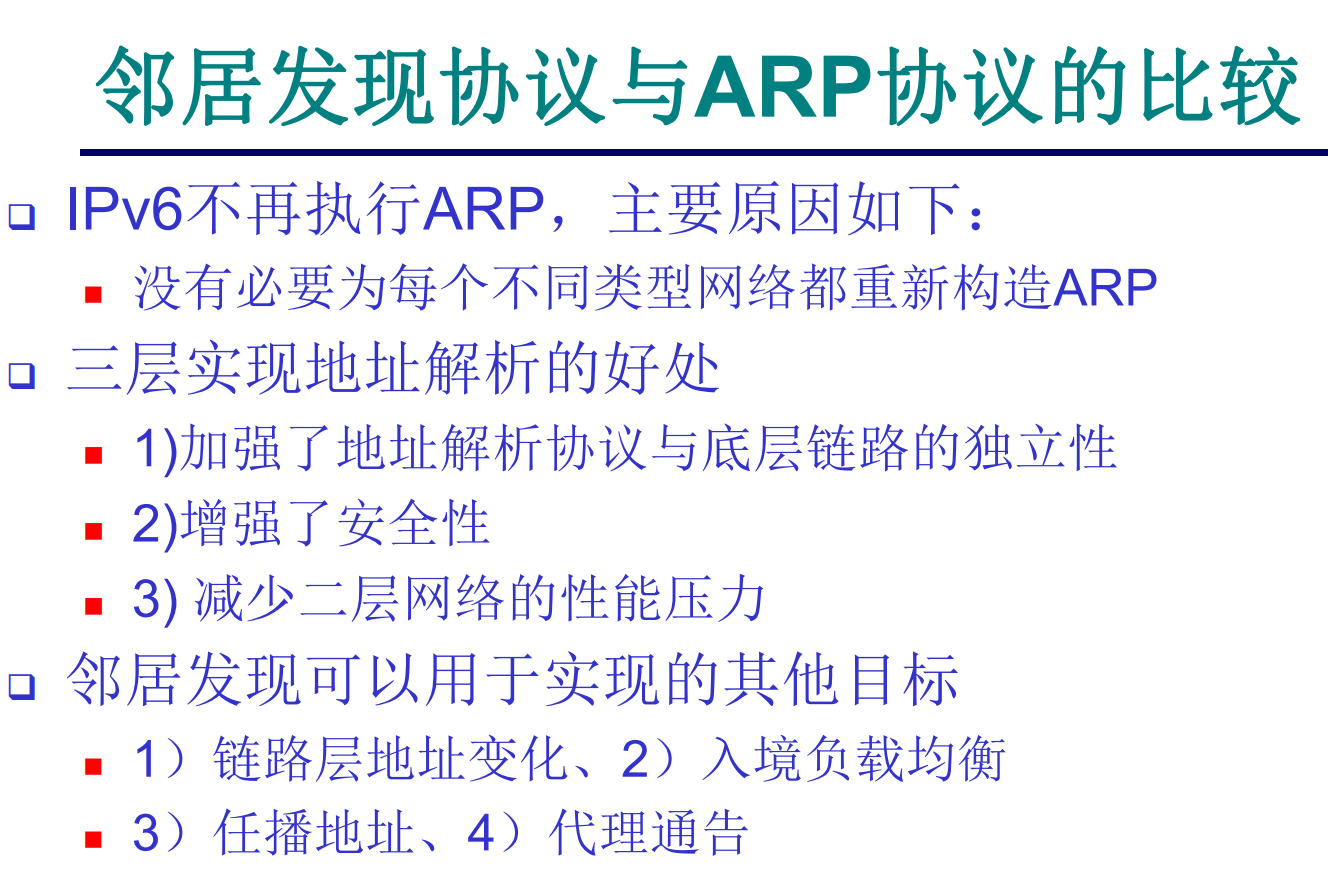 邻居发现协议与ARP协议的比较
IPv6不再执行ARP，主要原因如下：
没有必要为每个不同类型网络都重新构造ARP
三层实现地址解析的好处
1)加强了地址解析协议与底层链路的独立性
2)增强了安全性
3) 减少二层网络的性能压力
邻居发现可以用于实现的其他目标
1）链路层地址变化、2）入境负载均衡
3）任播地址、4）代理通告